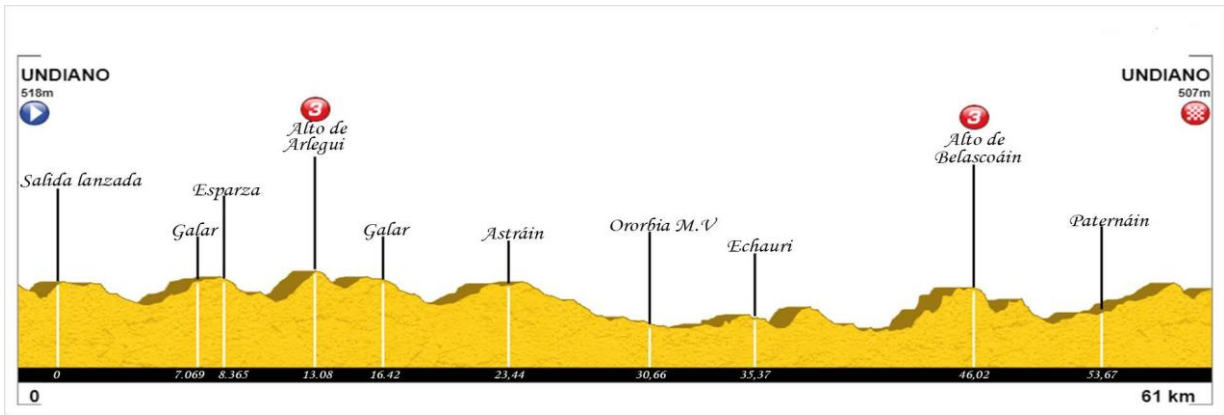 UNDIANO
518m
UNDIANO
507m
3
Alto de
Arlegui
3
Alto de
Belascoáin
Salida lanzada
Esparza
Galar
Galar
Astráin
Ororbia M.V
Echauri
Paternáin
0
7.069
8.365
13.08
16.42
23,44
30,66
35,37
46,02
53,67
0
61 km